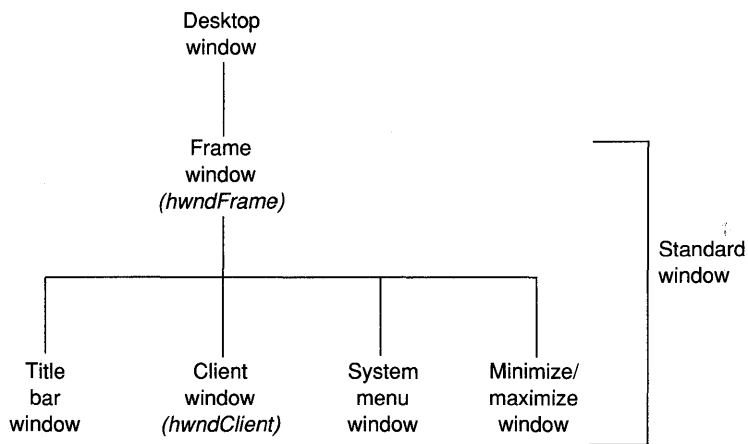 Desktop
window
Frame
window
(hwndFrame)
Standard
window
Title
bar
window
Client
window
(hwndClient)
System
menu
window
Minimize/
maximize
window